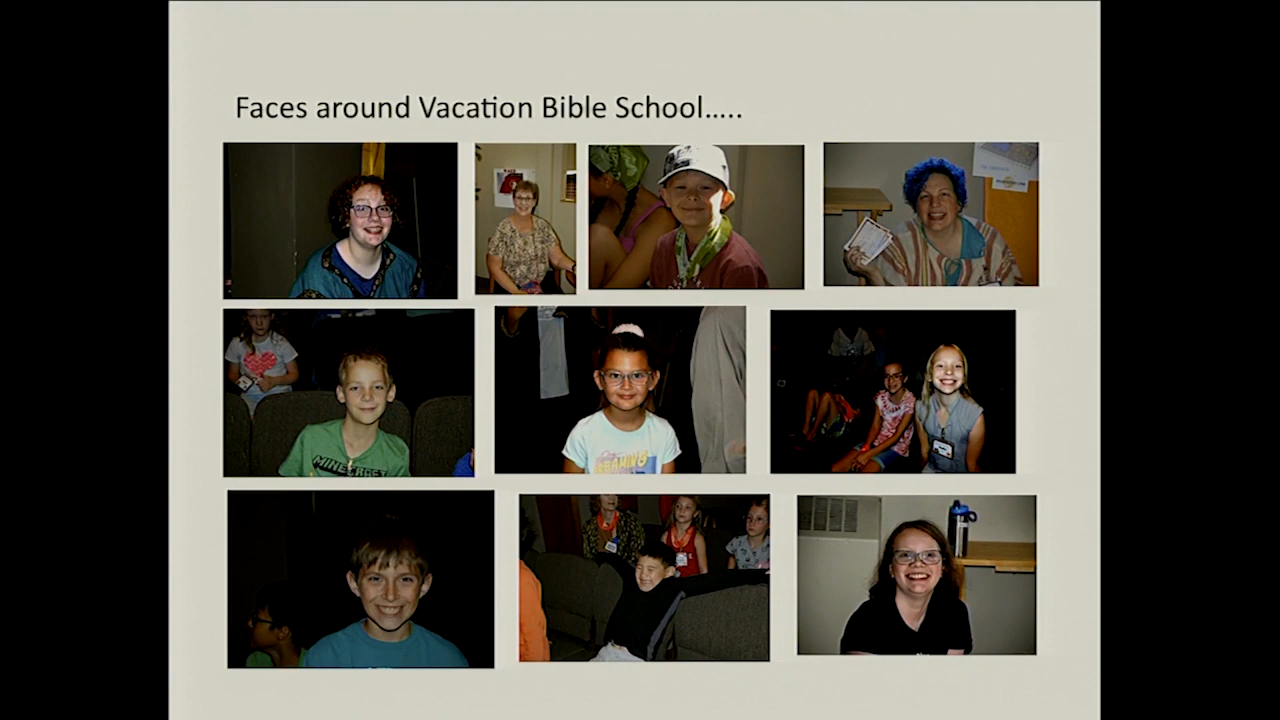 Faces around Vacation Bible School.....
MINECRAFT